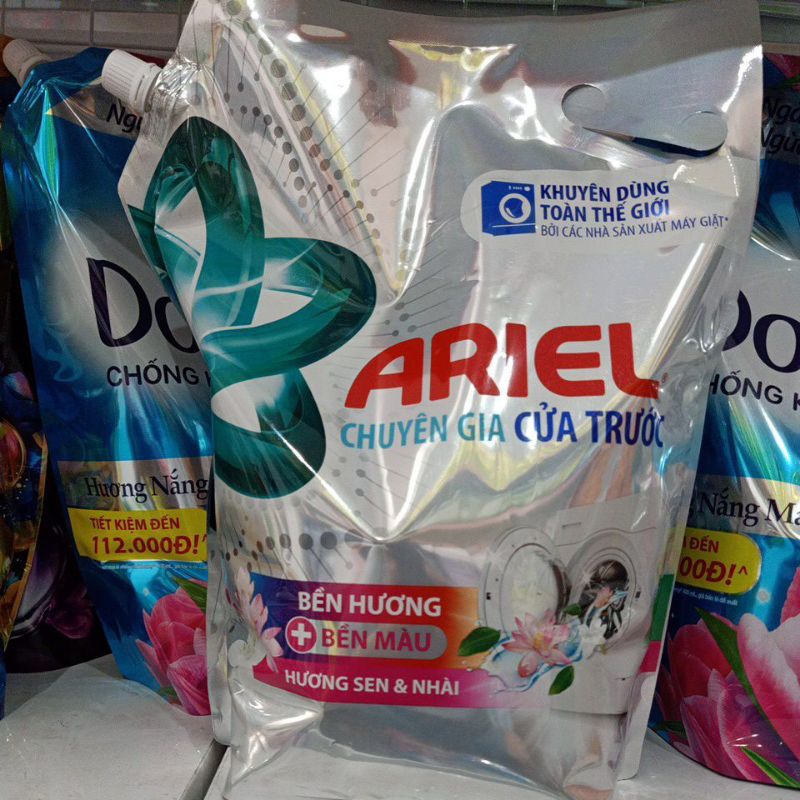 Do
CHỐNG
Hương Nắng
TIẾT KIỆM ĐẾN
112.000Đ!^
KHUYÊN DÙNG
TOÀN THẾ GIỚI
BỞI CÁC NHÀ SẢN XUẤT MÁY GIẶT*
ARIEL
CHUYÊN GIA CỬA TRƯỚC
BỀN HƯƠNG
+ BỀN MÀU
HƯƠNG SEN & NHÀI
Do
HỐNG K
Nắng Ma
ĐẾN
00Đ!^